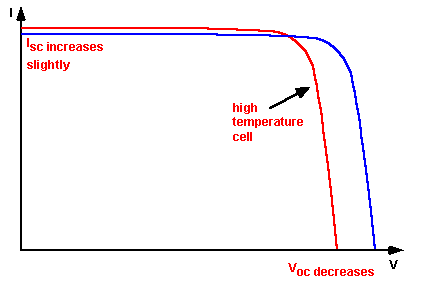 I
ISC increases
slightly
high
temperature
cell
V
VOC decreases